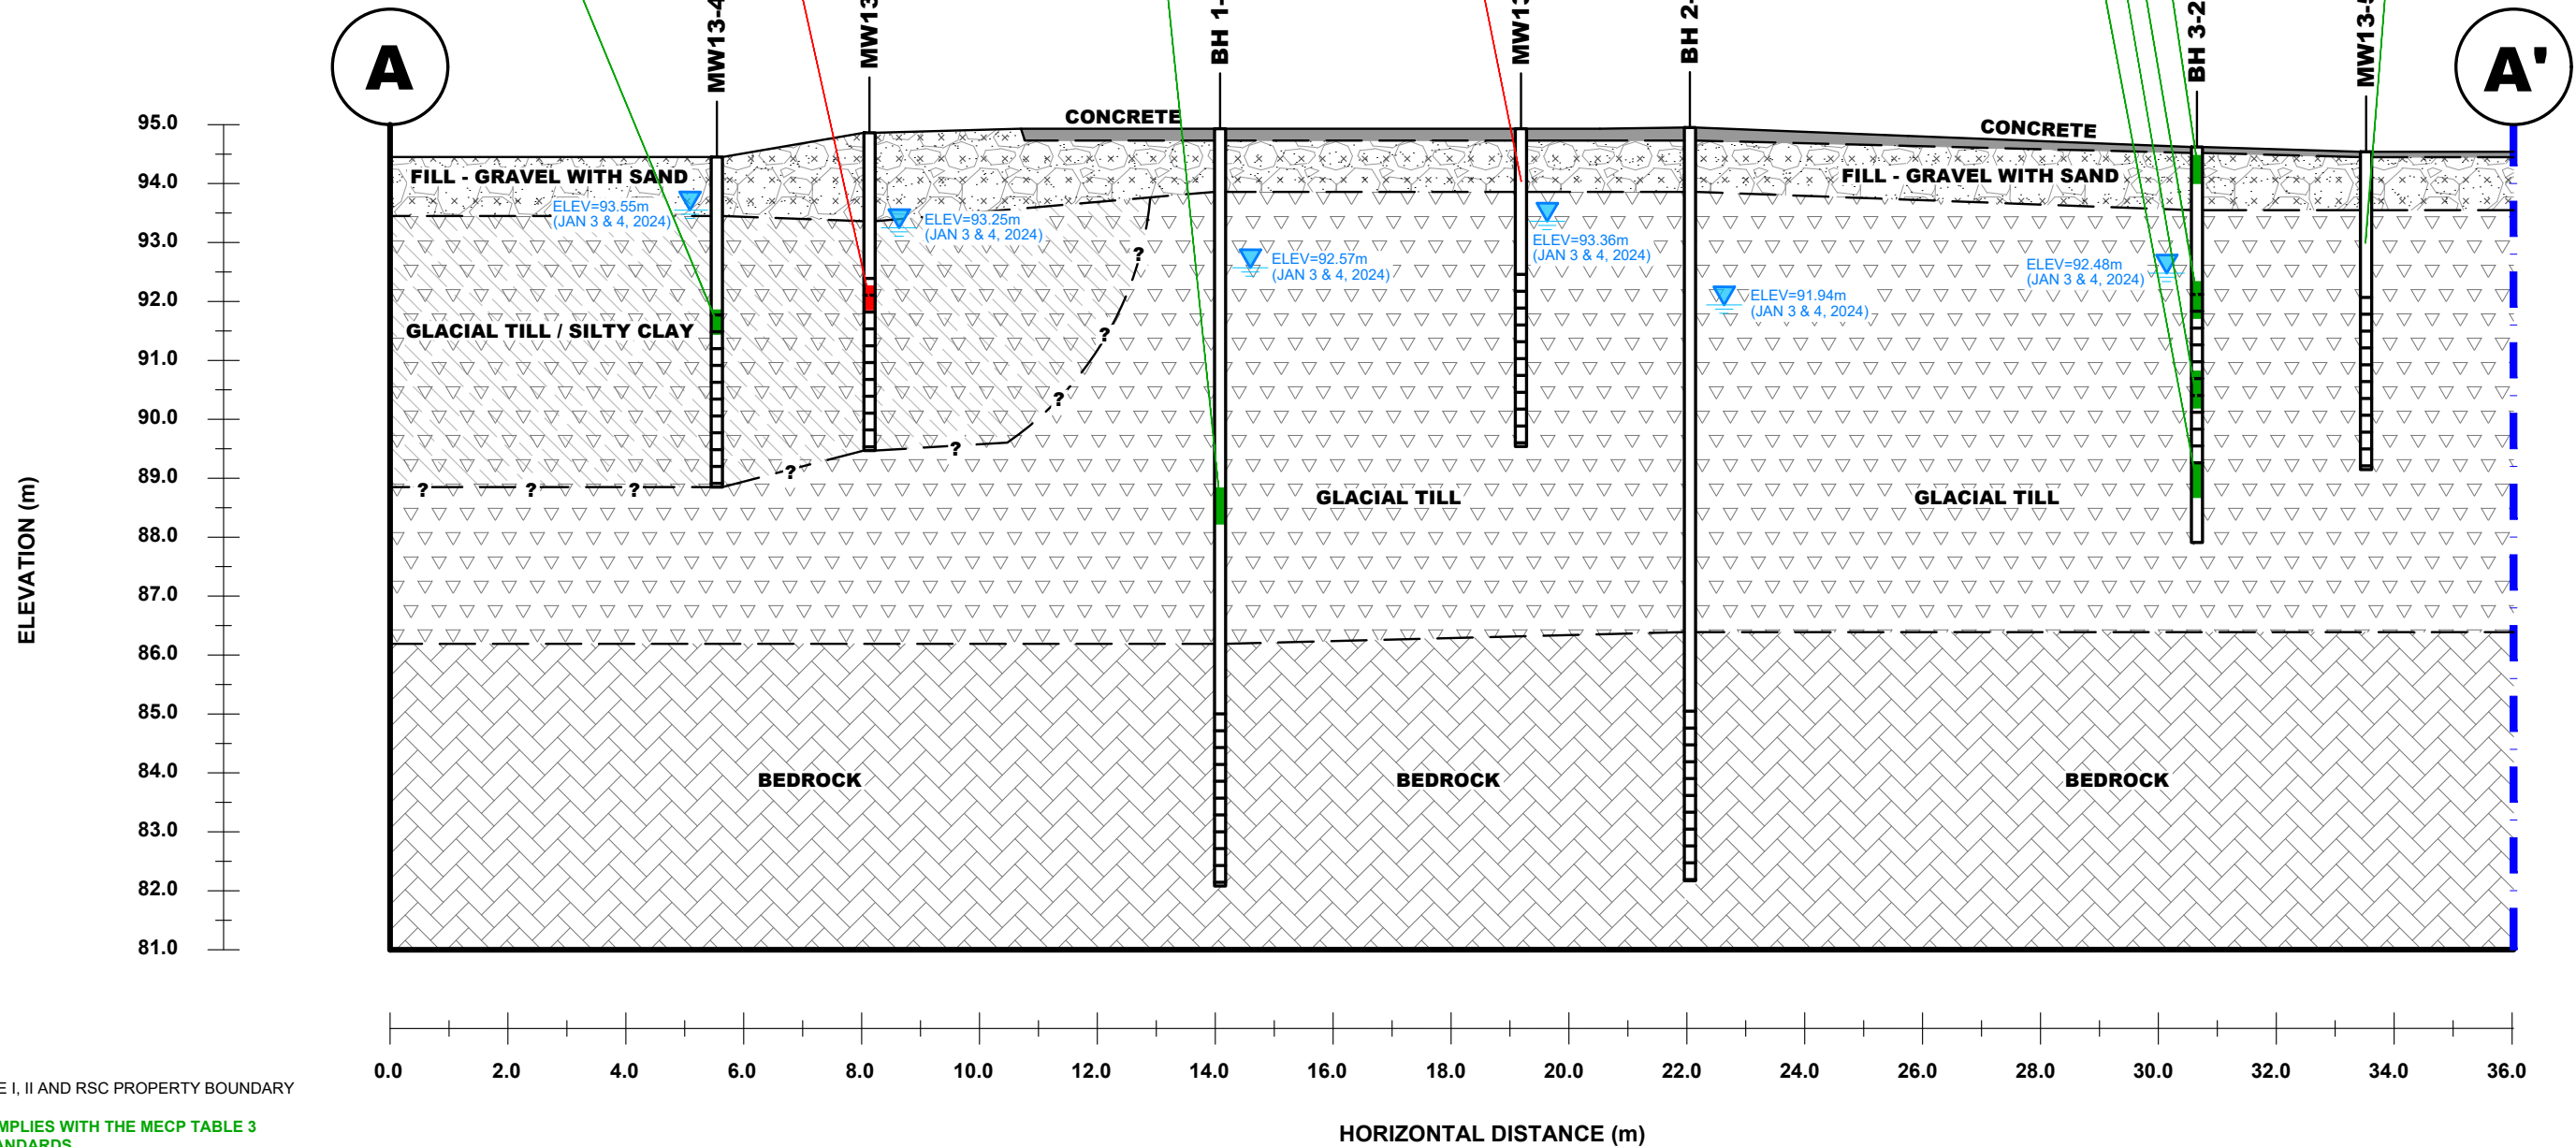 A
MW13-4
MW13
BH 1-
MW13
BH 2-
BH 3-2
MW13-5
A'
CONCRETE
CONCRETE
FILL - GRAVEL WITH SAND
FILL - GRAVEL WITH SAND
ELEV=93.55m
(JAN 3 & 4, 2024)
ELEV=93.25m
(JAN 3 & 4, 2024)
ELEV=92.57m
(JAN 3 & 4, 2024)
ELEV=93.36m
(JAN 3 & 4, 2024)
ELEV=91.94m
(JAN 3 & 4, 2024)
ELEV=92.48m
(JAN 3 & 4, 2024)
GLACIAL TILL / SILTY CLAY
? ? ? ? ? ? ? ?
GLACIAL TILL
GLACIAL TILL
BEDROCK
BEDROCK
BEDROCK
ELEVATION (m)
95.0
94.0
93.0
92.0
91.0
90.0
89.0
88.0
87.0
86.0
85.0
84.0
83.0
82.0
81.0
0.0 2.0 4.0 6.0 8.0 10.0 12.0 14.0 16.0 18.0 20.0 22.0 24.0 26.0 28.0 30.0 32.0 34.0 36.0
HORIZONTAL DISTANCE (m)
E I, II AND RSC PROPERTY BOUNDARY
MPLIES WITH THE MECP TABLE 3
ANDARDS